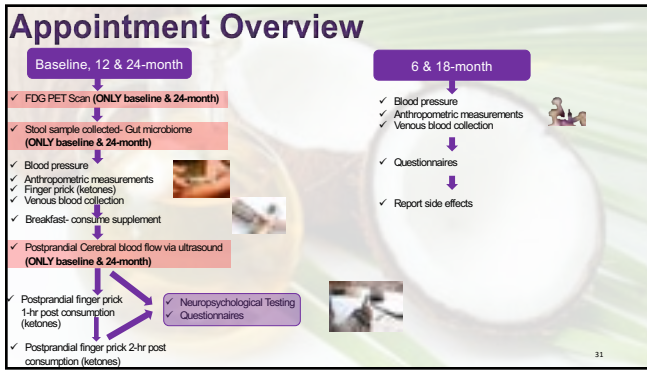 Appointment Overview
Baseline, 12 & 24-month
✓ FDG PET Scan (ONLY baseline & 24-month)
✓ Stool sample collected- Gut microbiome
(ONLY baseline & 24-month)
✓ Blood pressure
✓ Anthropometric measurements
✓ Finger prick (ketones)
✓ Venous blood collection
✓ Breakfast- consume supplement
✓ Postprandial Cerebral blood flow via ultrasound
(ONLY baseline & 24-month)
✓ Postprandial finger prick
1-hr post consumption
(ketones)
✓ Neuropsychological Testing
✓ Questionnaires
✓ Postprandial finger prick 2-hr post
consumption (ketones)
6 & 18-month
✓ Blood pressure
✓ Anthropometric measurements
✓ Venous blood collection
✓ Questionnaires
✓ Report side effects
31